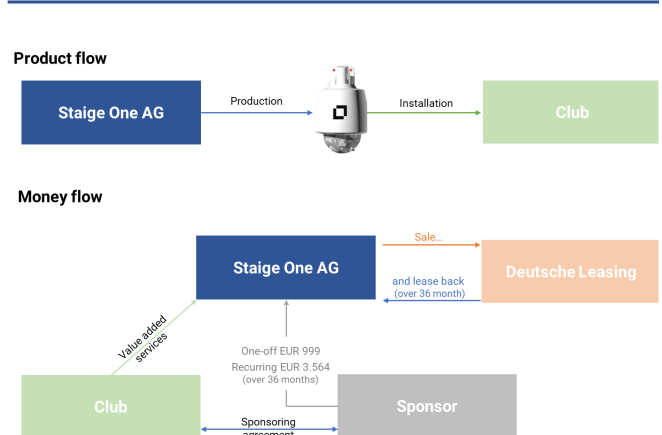 Product flow
Staige One AG
Production
Installation
Club
Money flow
Staige One AG
Sale...
Deutsche Leasing
and lease back
(over 36 month)
Value added
services
One-off EUR 999
Recurring EUR 3.564
(over 36 months)
Club
Sponsoring
agreement
Sponsor